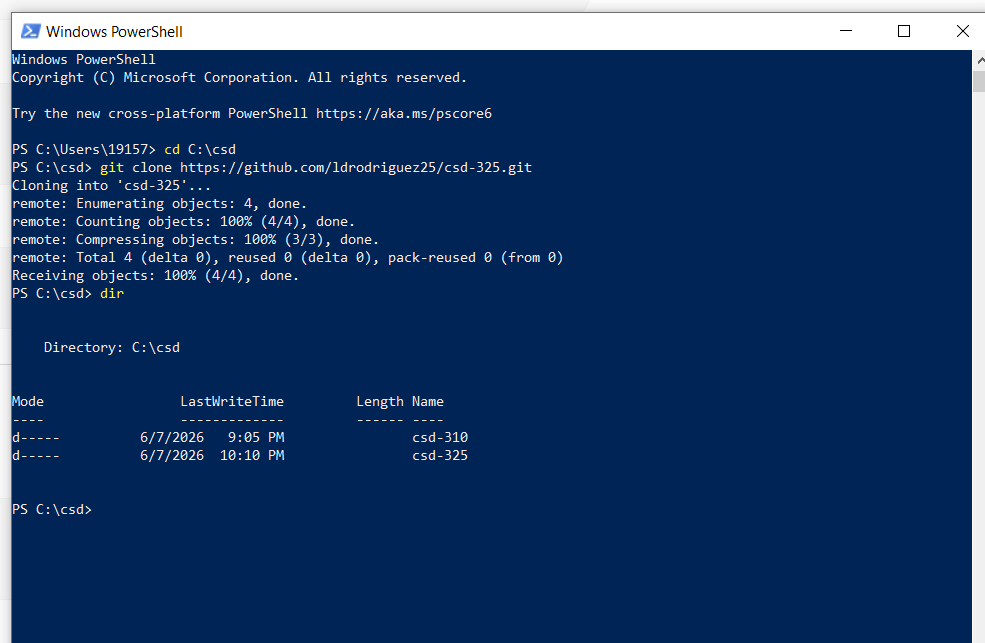 Windows PowerShell
Windows PowerShell
Copyright (C) Microsoft Corporation. All rights reserved.
Try the new cross-platform PowerShell https://aka.ms/pscore6
PS C:\Users\19157> cd C:\csd
PS C:\csd> git clone https://github.com/ldrodriguez25/csd-325.git
Cloning into 'csd-325'...
remote: Enumerating objects: 4, done.
remote: Counting objects: 100% (4/4), done.
remote: Compressing objects: 100% (3/3), done.
remote: Total 4 (delta 0), reused 0 (delta 0), pack-reused 0 (from 0)
Receiving objects: 100% (4/4), done.
PS C:\csd> dir
    Directory: C:\csd
Mode                 LastWriteTime         Length Name
----                 -------------         ------ ----
d-----          6/7/2026   9:05 PM                csd-310
d-----          6/7/2026  10:10 PM                csd-325
PS C:\csd>